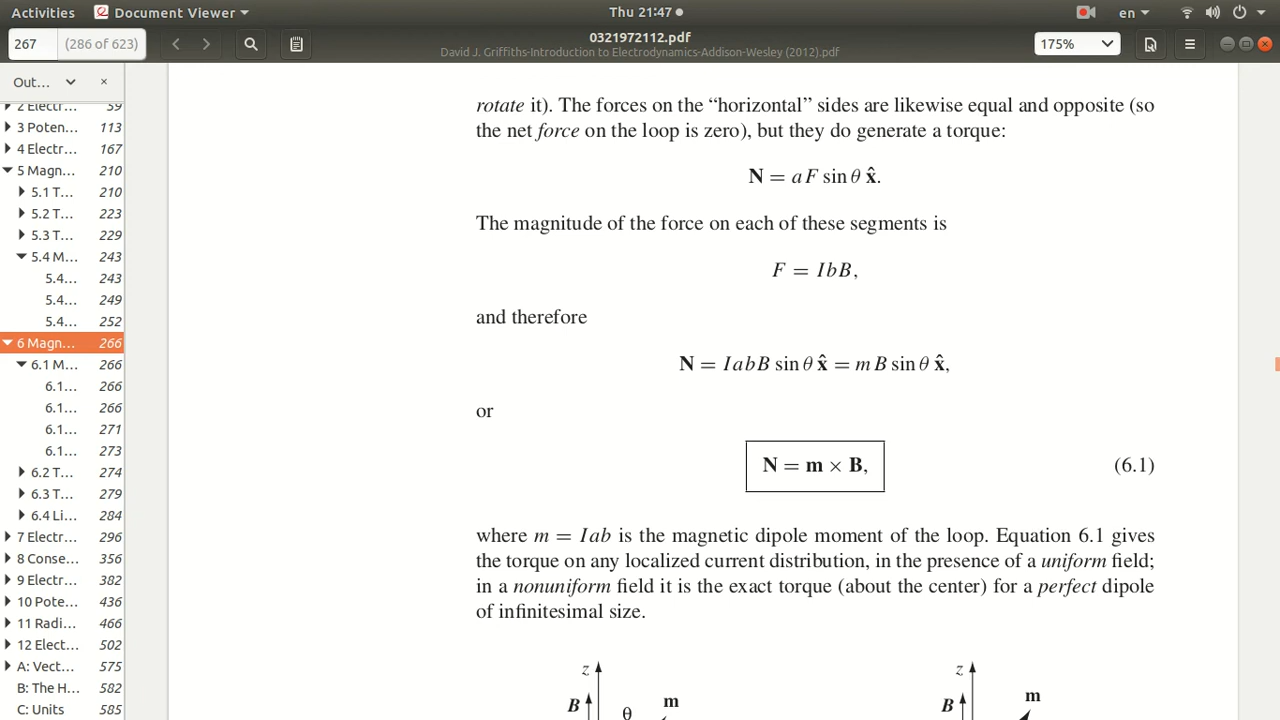 Activities Document Viewer Thu 21:47 en
267 (286 of 623) 0321972112.pdf 175%
David J. Griffiths-Introduction to Electrodynamics-Addison-Wesley (2012).pdf
Out... ×
2 Electr... 59
3 Poten... 113
4 Electr... 167
5 Magn... 210
5.1 T... 210
5.2 T... 223
5.3 T... 229
5.4 M... 243
5.4... 243
5.4... 249
5.4... 252
6 Magn... 266
6.1 M... 266
6.1... 266
6.1... 266
6.1... 271
6.1... 273
6.2 T... 274
6.3 T... 279
6.4 Li... 284
7 Electr... 296
8 Conse... 356
9 Electr... 382
10 Pote... 436
11 Radi... 466
12 Elect... 502
A: Vect... 575
B: The H... 582
C: Units 585
rotate it). The forces on the “horizontal” sides are likewise equal and opposite (so
the net force on the loop is zero), but they do generate a torque:
N = aF sin θ x̂.
The magnitude of the force on each of these segments is
F = IbB,
and therefore
N = IabB sin θ x̂ = mB sin θ x̂,
or
N = m × B, (6.1)
where m = Iab is the magnetic dipole moment of the loop. Equation 6.1 gives
the torque on any localized current distribution, in the presence of a uniform field;
in a nonuniform field it is the exact torque (about the center) for a perfect dipole
of infinitesimal size.
z z
B θ m B m